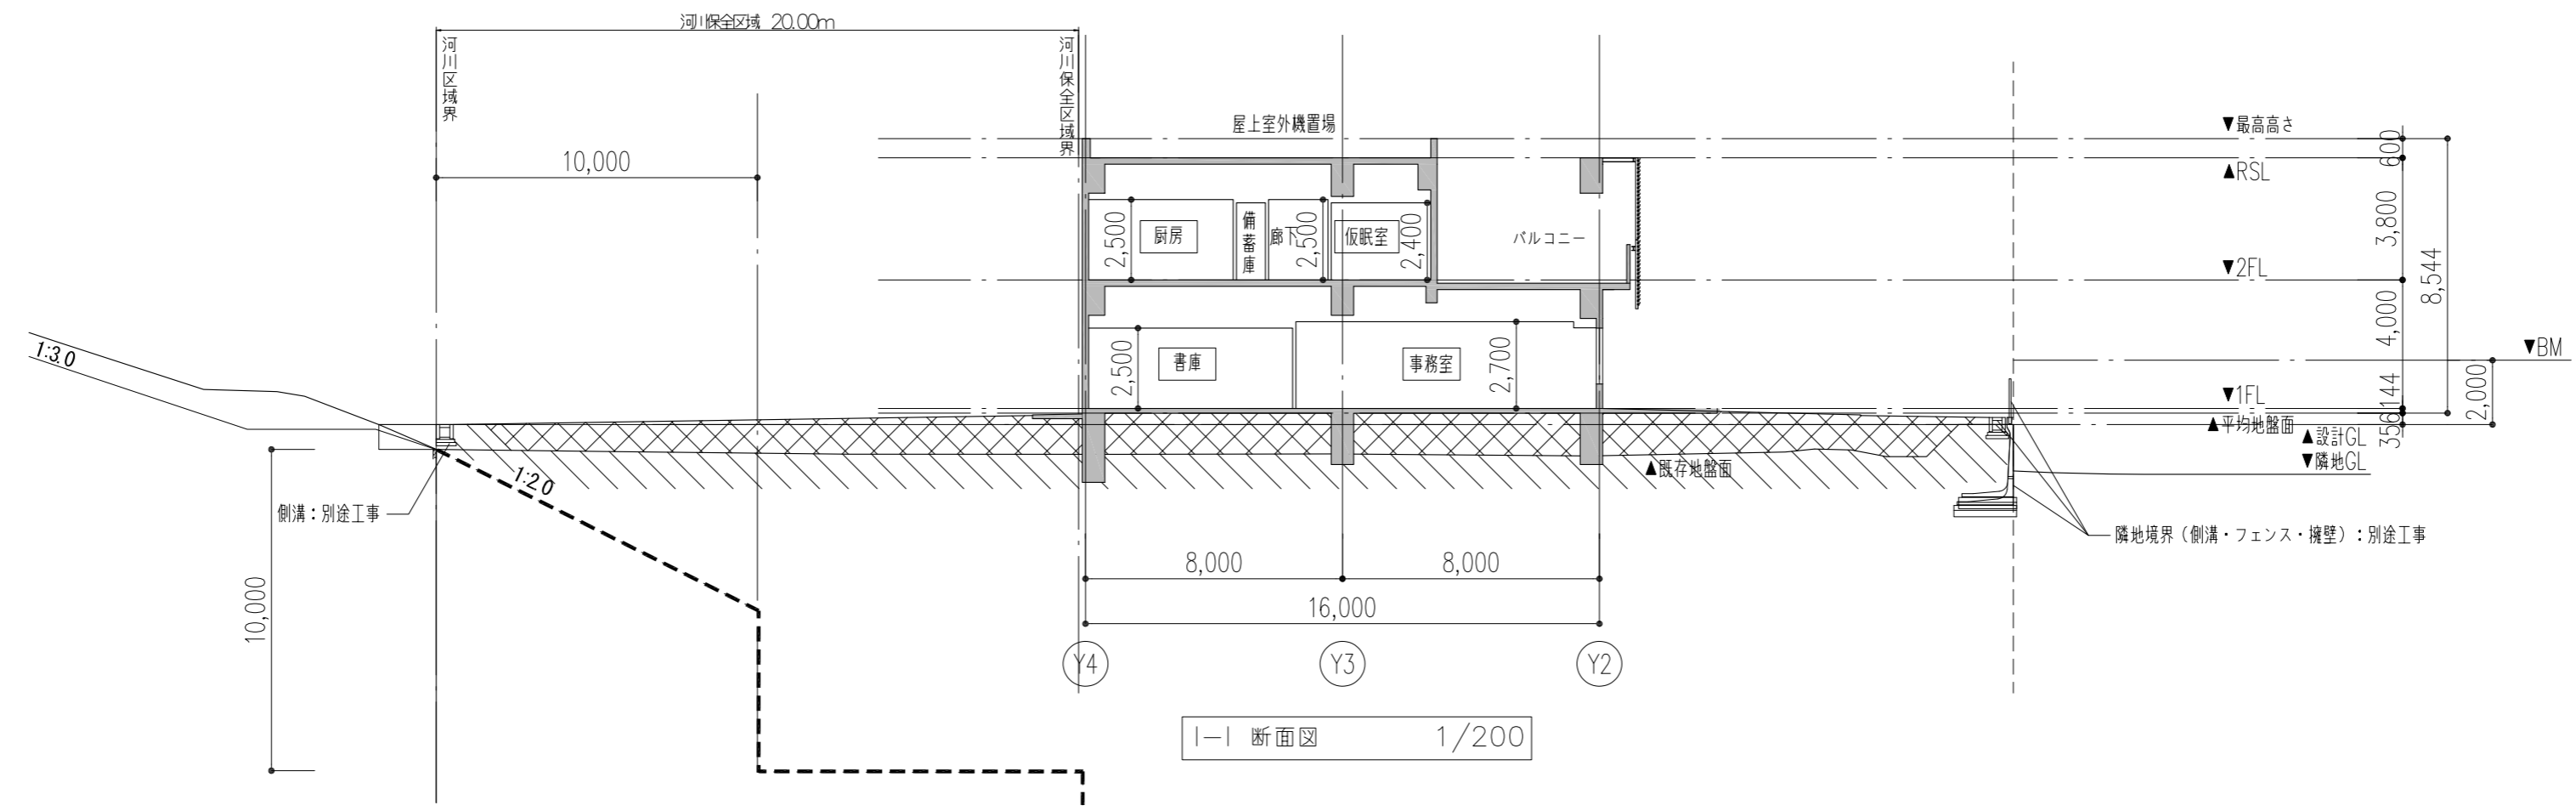 河川保全区域 20.00m
河川区域界
河川保全区域界
10,000
屋上室外機置場
▼最高高さ
600
▲RSL
3,800
8,544
2,500
厨房
備蓄庫
廊下
2,500
仮眠室
2,400
バルコニー
▼2FL
4,000
1:3.0
2,500
書庫
事務室
2,700
▼BM
2,000
▼1FL
144
▲平均地盤面
356
▲設計GL
▼隣地GL
▲既存地盤面
1:2.0
側溝：別途工事
隣地境界（側溝・フェンス・擁壁）：別途工事
10,000
8,000
8,000
16,000
Y4
Y3
Y2
1-1 断面図 1/200